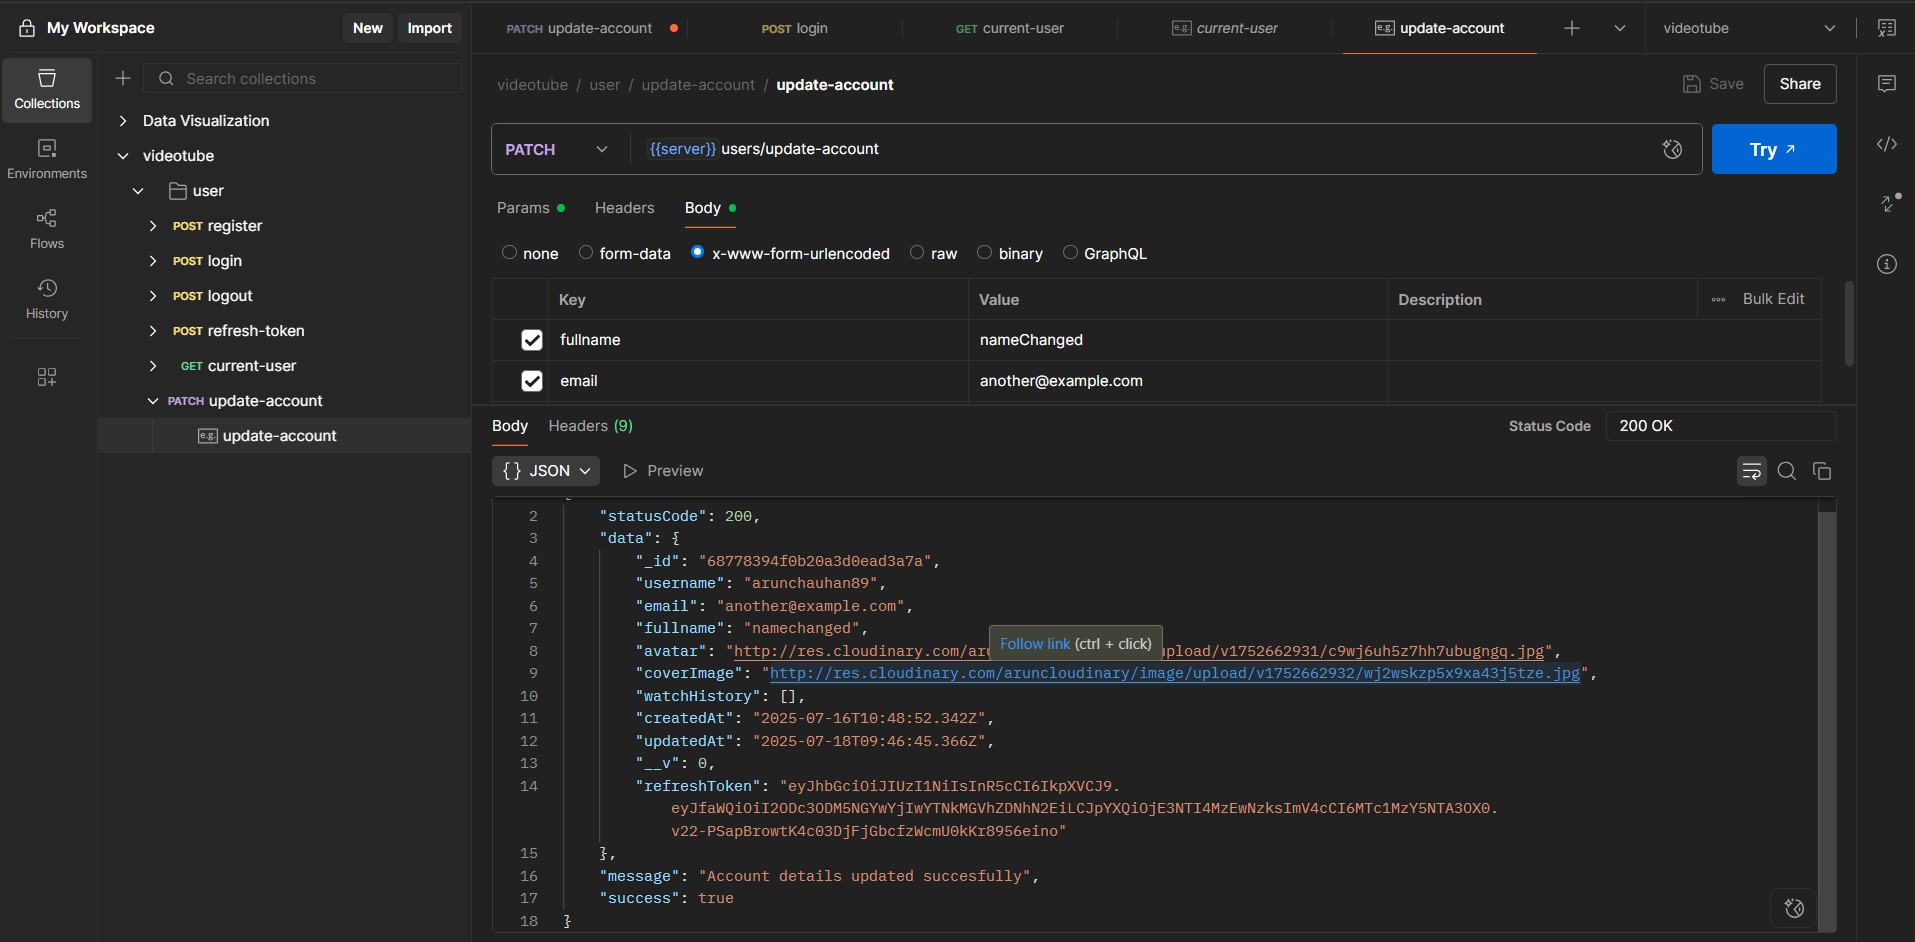 My Workspace
New
Import
PATCH update-account
POST login
GET current-user
e.g. current-user
e.g. update-account
videotube
Collections
Environments
Flows
History
Search collections
Data Visualization
videotube
user
POST register
POST login
POST logout
POST refresh-token
GET current-user
PATCH update-account
e.g. update-account
videotube / user / update-account / update-account
Save
Share
PATCH
{{server}} users/update-account
Try
Params
Headers
Body
none
form-data
x-www-form-urlencoded
raw
binary
GraphQL
Key Value Description
Bulk Edit
fullname nameChanged
email another@example.com
Body
Headers (9)
Status Code
200 OK
{} JSON
Preview
2 "statusCode": 200,
3 "data": {
4 "_id": "68778394f0b20a3d0ead3a7a",
5 "username": "arunchauhan89",
6 "email": "another@example.com",
7 "fullname": "namechanged",
Follow link (ctrl + click)
8 "avatar": "http://res.cloudinary.com/aru upload/v1752662931/c9wj6uh5z7hh7ubugngq.jpg",
9 "coverImage": "http://res.cloudinary.com/aruncloudinary/image/upload/v1752662932/wj2wskzp5x9xa43j5tze.jpg",
10 "watchHistory": [],
11 "createdAt": "2025-07-16T10:48:52.342Z",
12 "updatedAt": "2025-07-18T09:46:45.366Z",
13 "__v": 0,
14 "refreshToken": "eyJhbGciOiJIUzI1NiIsInR5cCI6IkpXVCJ9.
eyJfaWQiOiI2ODc3ODM5NGYwYjIwYTNkMGVhZDNhN2EiLCJpYXQiOjE3NTI4MzEwNzksImV4cCI6MTc1MzY5NTA3OX0.
v22-PSapBrowtK4c03DjFjGbcfzWcmU0kKr8956eino"
15 },
16 "message": "Account details updated succesfully",
17 "success": true
18 }